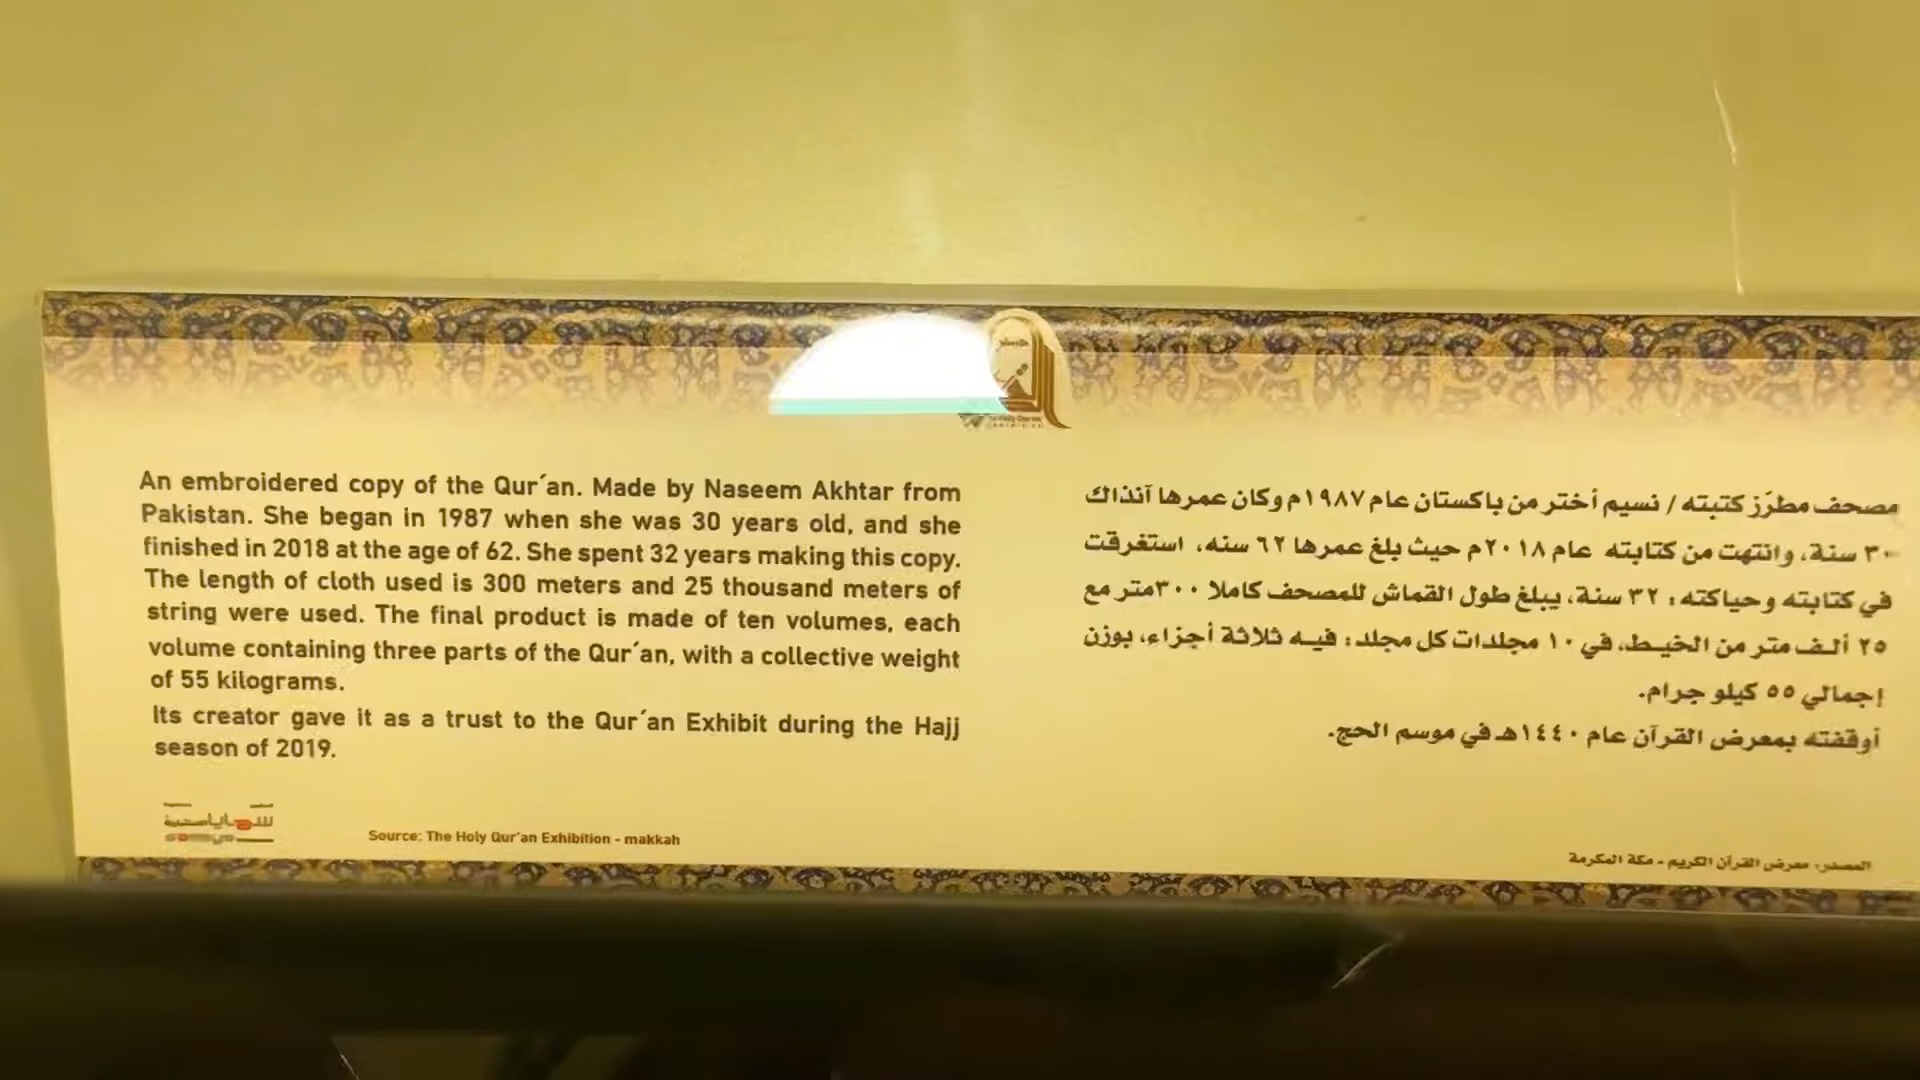 An embroidered copy of the Qur´an. Made by Naseem Akhtar from
Pakistan. She began in 1987 when she was 30 years old, and she
finished in 2018 at the age of 62. She spent 32 years making this copy.
The length of cloth used is 300 meters and 25 thousand meters of
string were used. The final product is made of ten volumes, each
volume containing three parts of the Qur´an, with a collective weight
of 55 kilograms.
Its creator gave it as a trust to the Qur´an Exhibit during the Hajj
season of 2019.
Source: The Holy Qur'an Exhibition - makkah
مصحف مطرّز كتبته / نسيم أختر من باكستان عام ١٩٨٧م وكان عمرها آنذاك
٣٠ سنة، وانتهت من كتابته عام ٢٠١٨م حيث بلغ عمرها ٦٢ سنه، استغرقت
في كتابته وحياكته: ٣٢ سنة، يبلغ طول القماش للمصحف كاملا ٣٠٠متر مع
٢٥ ألف متر من الخيط، في ١٠ مجلدات كل مجلد: فيه ثلاثة أجزاء، بوزن
إجمالي ٥٥ كيلو جرام.
أوقفته بمعرض القرآن عام ١٤٤٠هـ في موسم الحج.
المصدر: معرض القرآن الكريم - مكة المكرمة